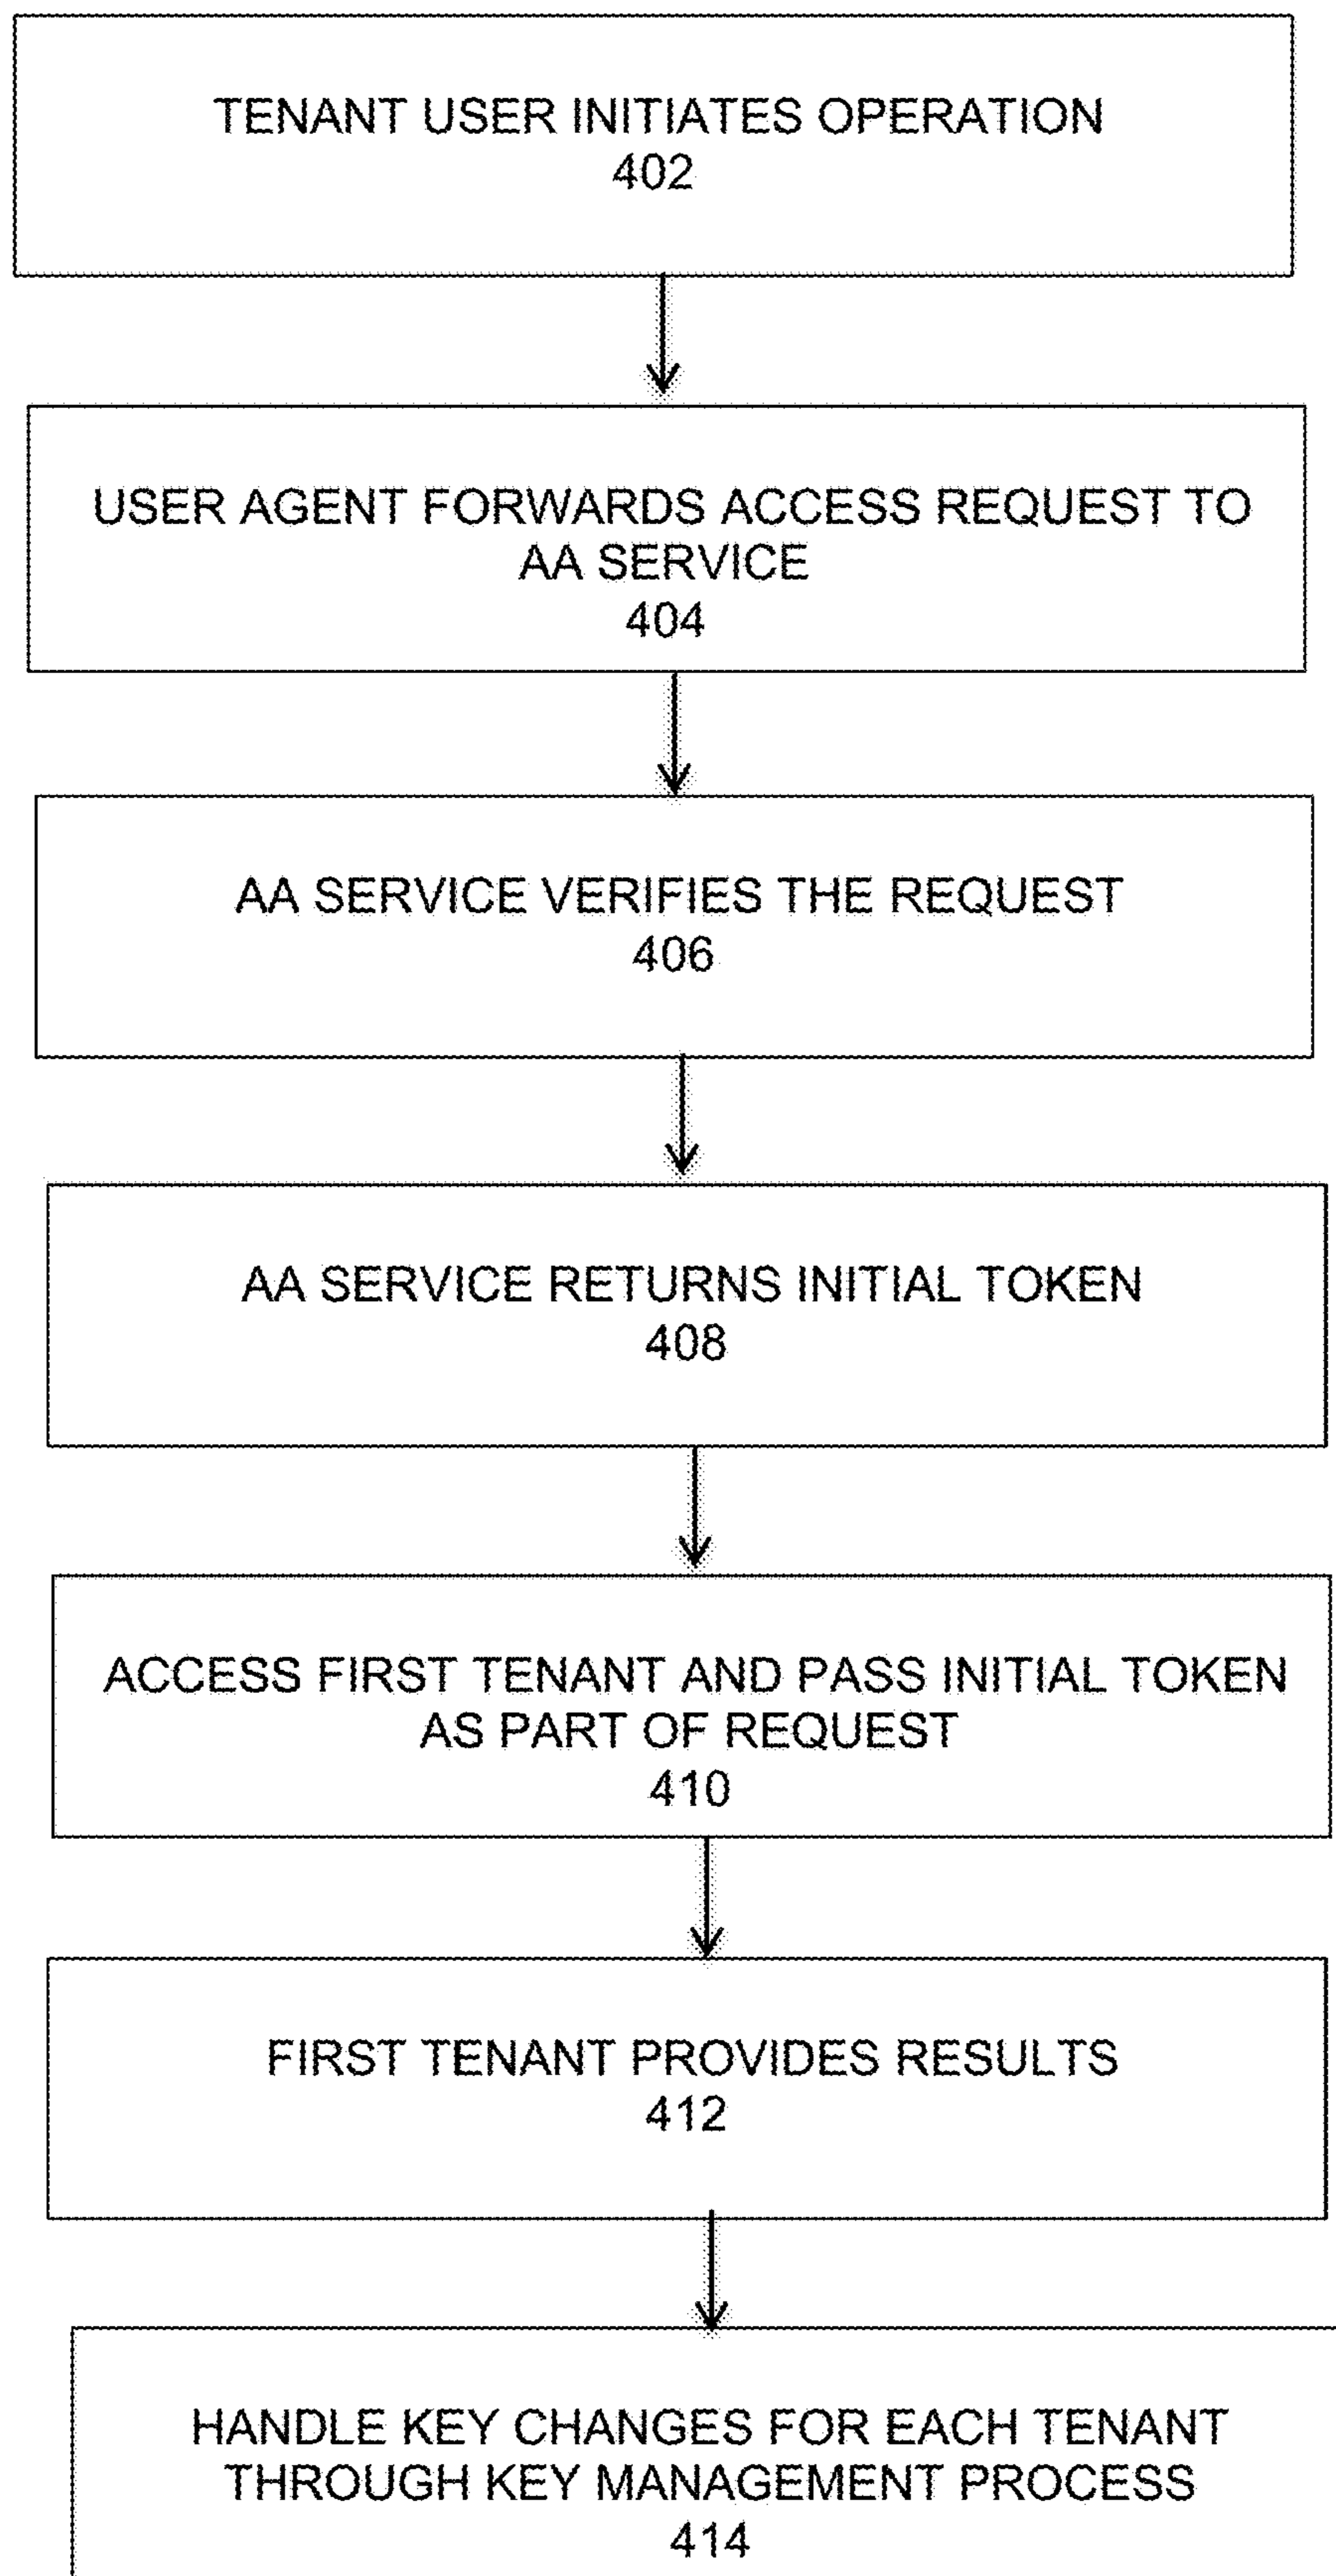 TENANT USER INITIATES OPERATION
402
USER AGENT FORWARDS ACCESS REQUEST TO
AA SERVICE
404
AA SERVICE VERIFIES THE REQUEST
406
AA SERVICE RETURNS INITIAL TOKEN
408
ACCESS FIRST TENANT AND PASS INITIAL TOKEN
AS PART OF REQUEST
410
FIRST TENANT PROVIDES RESULTS
412
HANDLE KEY CHANGES FOR EACH TENANT
THROUGH KEY MANAGEMENT PROCESS
414